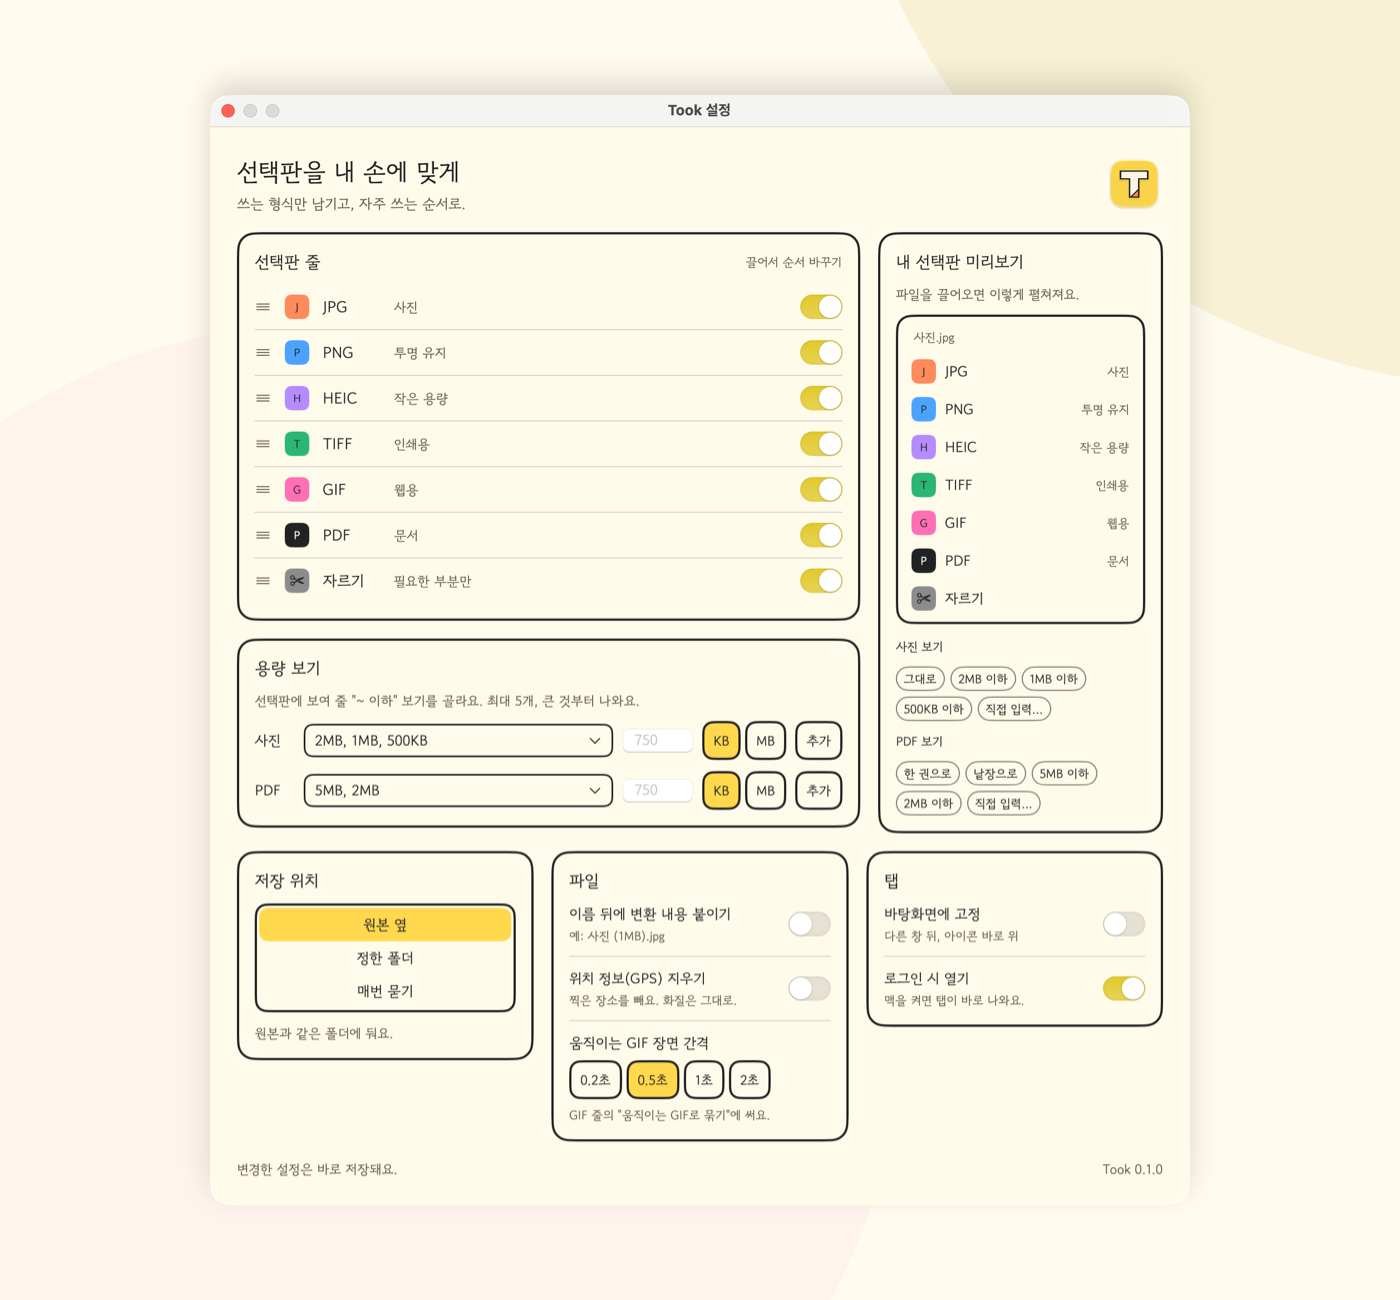 Took 설정
선택판을 내 손에 맞게
쓰는 형식만 남기고, 자주 쓰는 순서로.
T
선택판 줄
끌어서 순서 바꾸기
J JPG 사진
P PNG 투명 유지
H HEIC 작은 용량
T TIFF 인쇄용
G GIF 웹용
P PDF 문서
자르기 필요한 부분만
내 선택판 미리보기
파일을 끌어오면 이렇게 펼쳐져요.
사진.jpg
J JPG 사진
P PNG 투명 유지
H HEIC 작은 용량
T TIFF 인쇄용
G GIF 웹용
P PDF 문서
자르기
사진 보기
그대로 2MB 이하 1MB 이하
500KB 이하 직접 입력...
PDF 보기
한 권으로 낱장으로 5MB 이하
2MB 이하 직접 입력...
용량 보기
선택판에 보여 줄 "~ 이하" 보기를 골라요. 최대 5개, 큰 것부터 나와요.
사진 2MB, 1MB, 500KB 750 KB MB 추가
PDF 5MB, 2MB 750 KB MB 추가
저장 위치
원본 옆
정한 폴더
매번 묻기
원본과 같은 폴더에 둬요.
파일
이름 뒤에 변환 내용 붙이기
예: 사진 (1MB).jpg
위치 정보(GPS) 지우기
찍은 장소를 빼요. 화질은 그대로.
움직이는 GIF 장면 간격
0.2초 0.5초 1초 2초
GIF 줄의 "움직이는 GIF로 묶기"에 써요.
탭
바탕화면에 고정
다른 창 뒤, 아이콘 바로 위
로그인 시 열기
맥을 켜면 탭이 바로 나와요.
변경한 설정은 바로 저장돼요.
Took 0.1.0